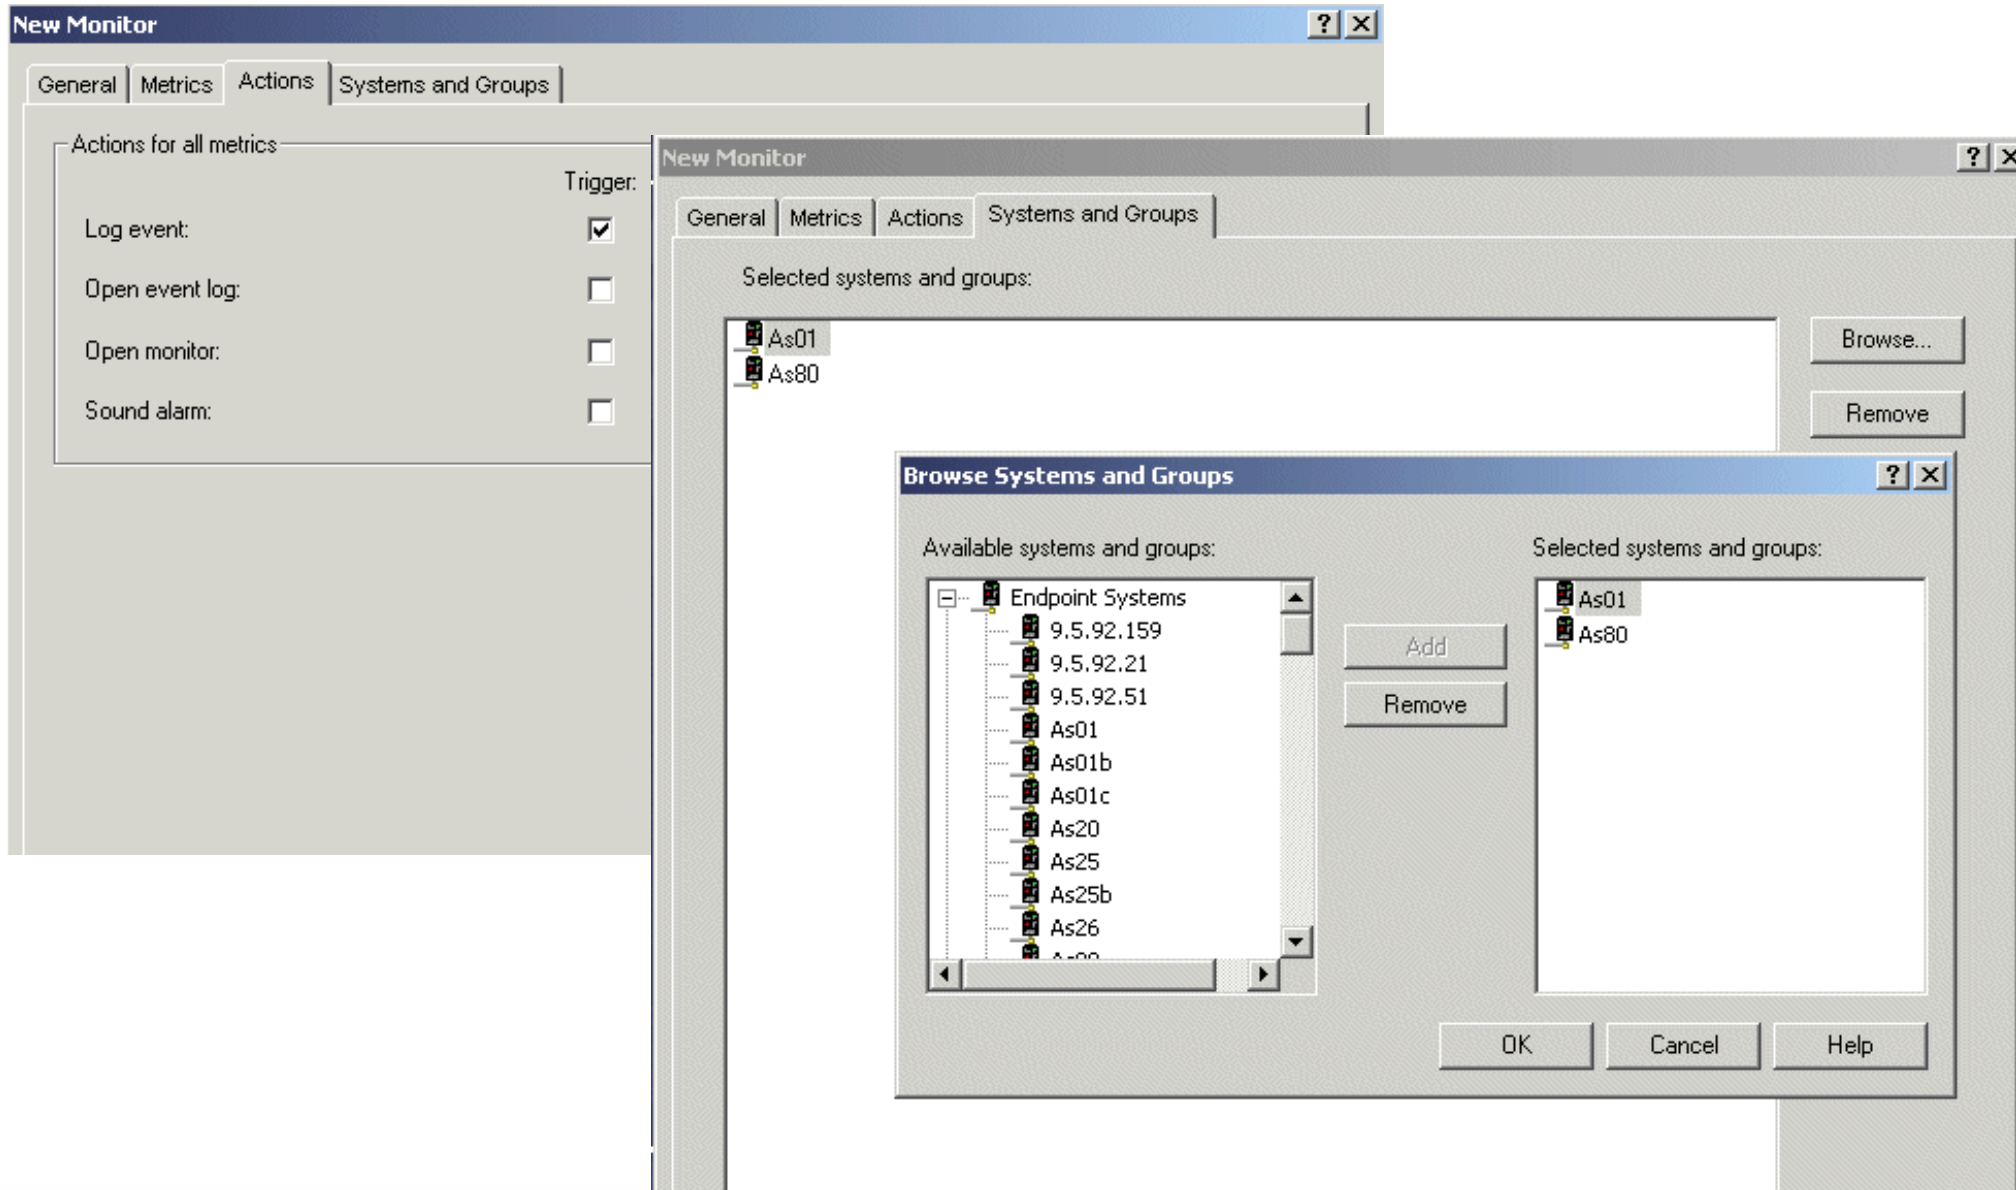 New Monitor
General Metrics Actions Systems and Groups
Actions for all metrics
Trigger:
Log event:
Open event log:
Open monitor:
Sound alarm:
New Monitor
General Metrics Actions Systems and Groups
Selected systems and groups:
As01
As80
Browse...
Remove
Browse Systems and Groups
Available systems and groups:
Endpoint Systems
9.5.92.159
9.5.92.21
9.5.92.51
As01
As01b
As01c
As20
As25
As25b
As26
Add
Remove
Selected systems and groups:
As01
As80
OK Cancel Help